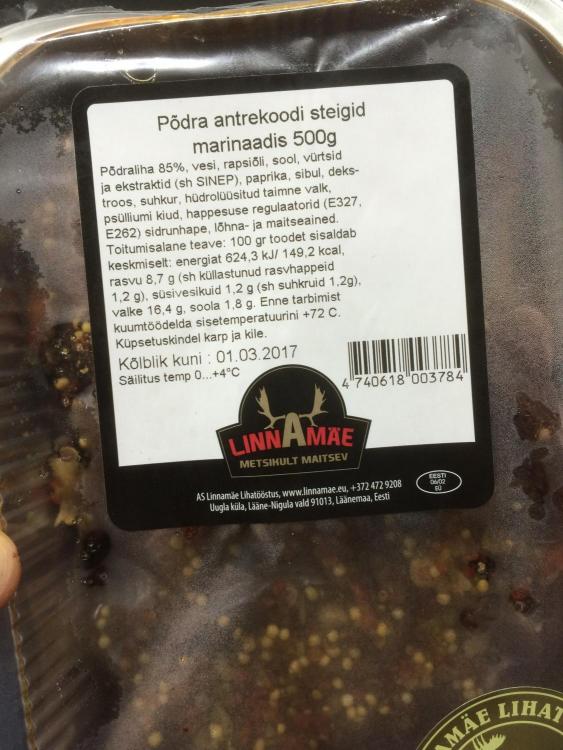 Põdra antrekoodi steigid
marinaadis 500g
Põdraliha 85%, vesi, rapsiõli, sool, vürtsid
ja ekstraktid (sh SINEP), paprika, sibul, deks-
troos, suhkur, hüdrolüüsitud taimne valk,
psülliumi kiud, happesuse regulaatorid (E327,
E262) sidrunhape, lõhna- ja maitseained.
Toitumisalane teave: 100 gr toodet sisaldab
keskmiselt: energiat 624,3 kJ/ 149,2 kcal,
rasvu 8,7 g (sh küllastunud rasvhappeid
1,2 g), süsivesikuid 1,2 g (sh suhkruid 1,2g),
valke 16,4 g, soola 1,8 g. Enne tarbimist
kuumtöödelda sisetemperatuurini +72 C.
Küpsetuskindel karp ja kile.
Kõlblik kuni : 01.03.2017
Säilitus temp 0...+4°C
4 740618 003784
LINNAMÄE
METSIKULT MAITSEV
AS Linnamäe Lihatööstus, www.linnamae.eu, +372 472 9208
Uugla küla, Lääne-Nigula vald 91013, Läänemaa, Eesti
EESTI
06/02
EÜ
AMÄE LIHAT